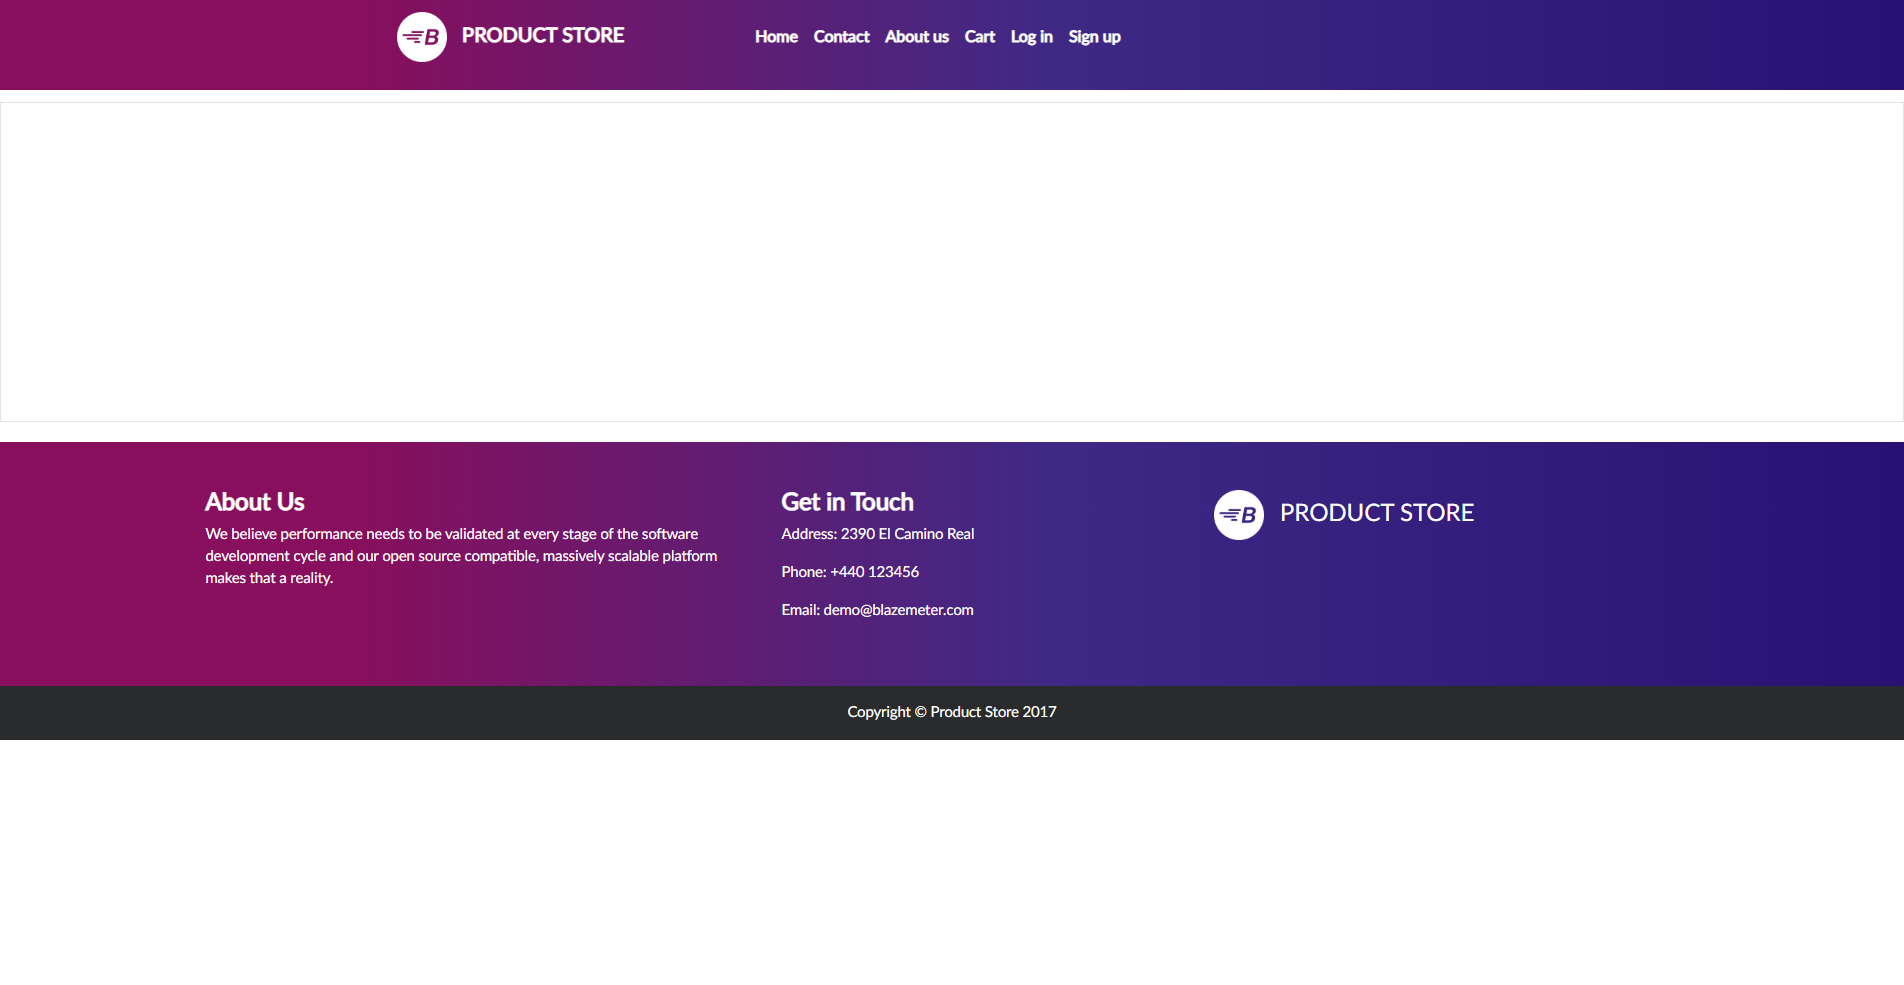 B PRODUCT STORE Home Contact About us Cart Log in Sign up
About Us
We believe performance needs to be validated at every stage of the software
development cycle and our open source compatible, massively scalable platform
makes that a reality.
Get in Touch
Address: 2390 El Camino Real
Phone: +440 123456
Email: demo@blazemeter.com
B PRODUCT STORE
Copyright © Product Store 2017